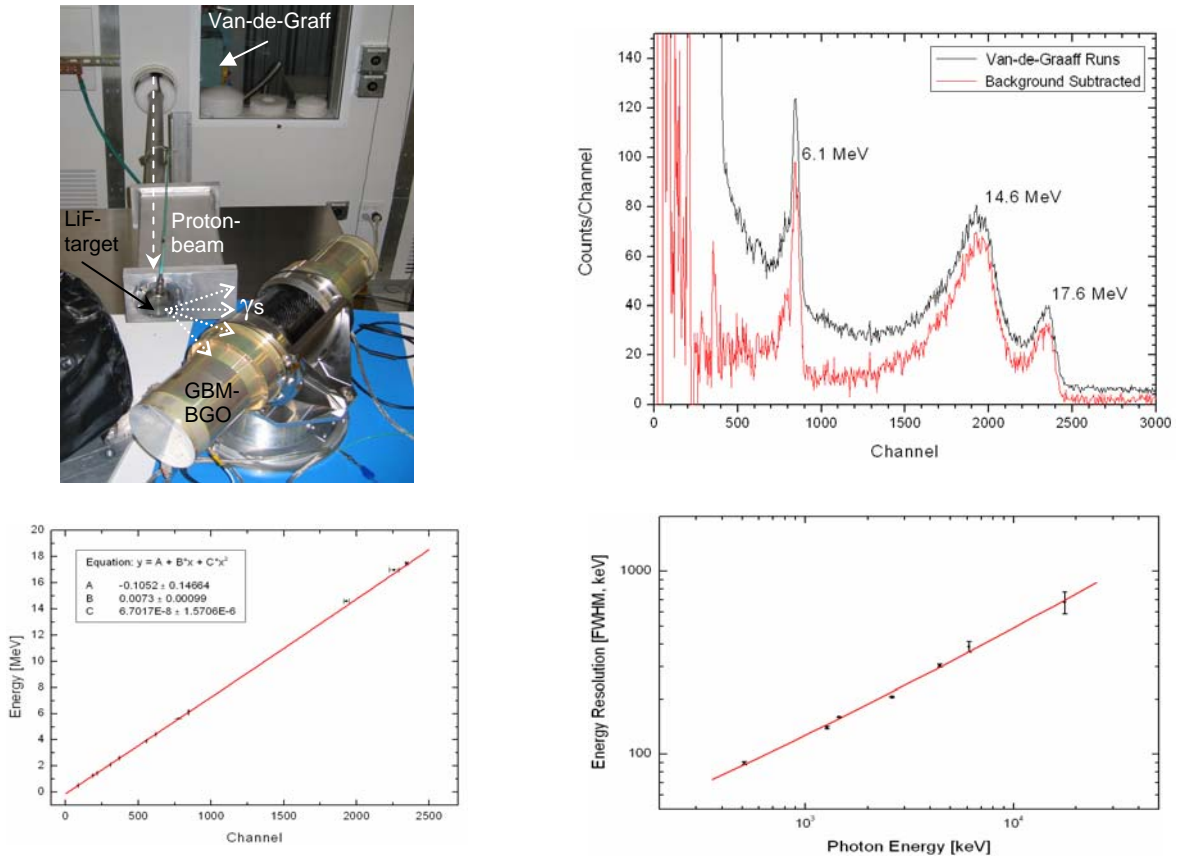 Van-de-Graff
LiF-
target
Proton-
beam
γs
GBM-
BGO
Van-de-Graaff Runs
Background Subtracted
6.1 MeV
14.6 MeV
17.6 MeV
140
120
100
80
60
40
20
0
0 500 1000 1500 2000 2500 3000
Counts/Channel
Channel
Equation: y = A + B*x + C*x²
A -0.1052 ± 0.14664
B 0.0073 ± 0.00099
C 6.7017E-8 ± 1.5706E-6
20
18
16
14
12
10
8
6
4
2
0
0 500 1000 1500 2000 2500
Energy [MeV]
Channel
1000
100
10³ 10⁴
Energy Resolution [FWHM, keV]
Photon Energy [keV]